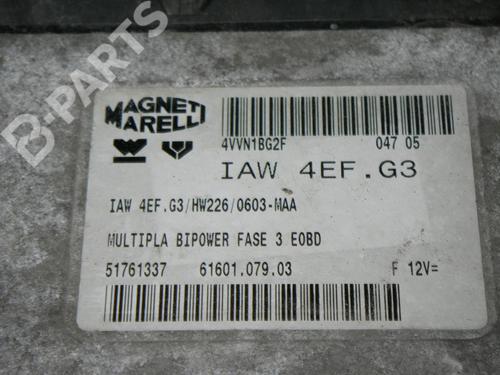 B-PARTS
MAGNETI
MARELLI
4VVN1BG2F 047 05
IAW 4EF.G3
IAW 4EF.G3/HW226/0603-MAA
MULTIPLA BIPOWER FASE 3 EOBD
51761337 61601.079.03 F 12V=